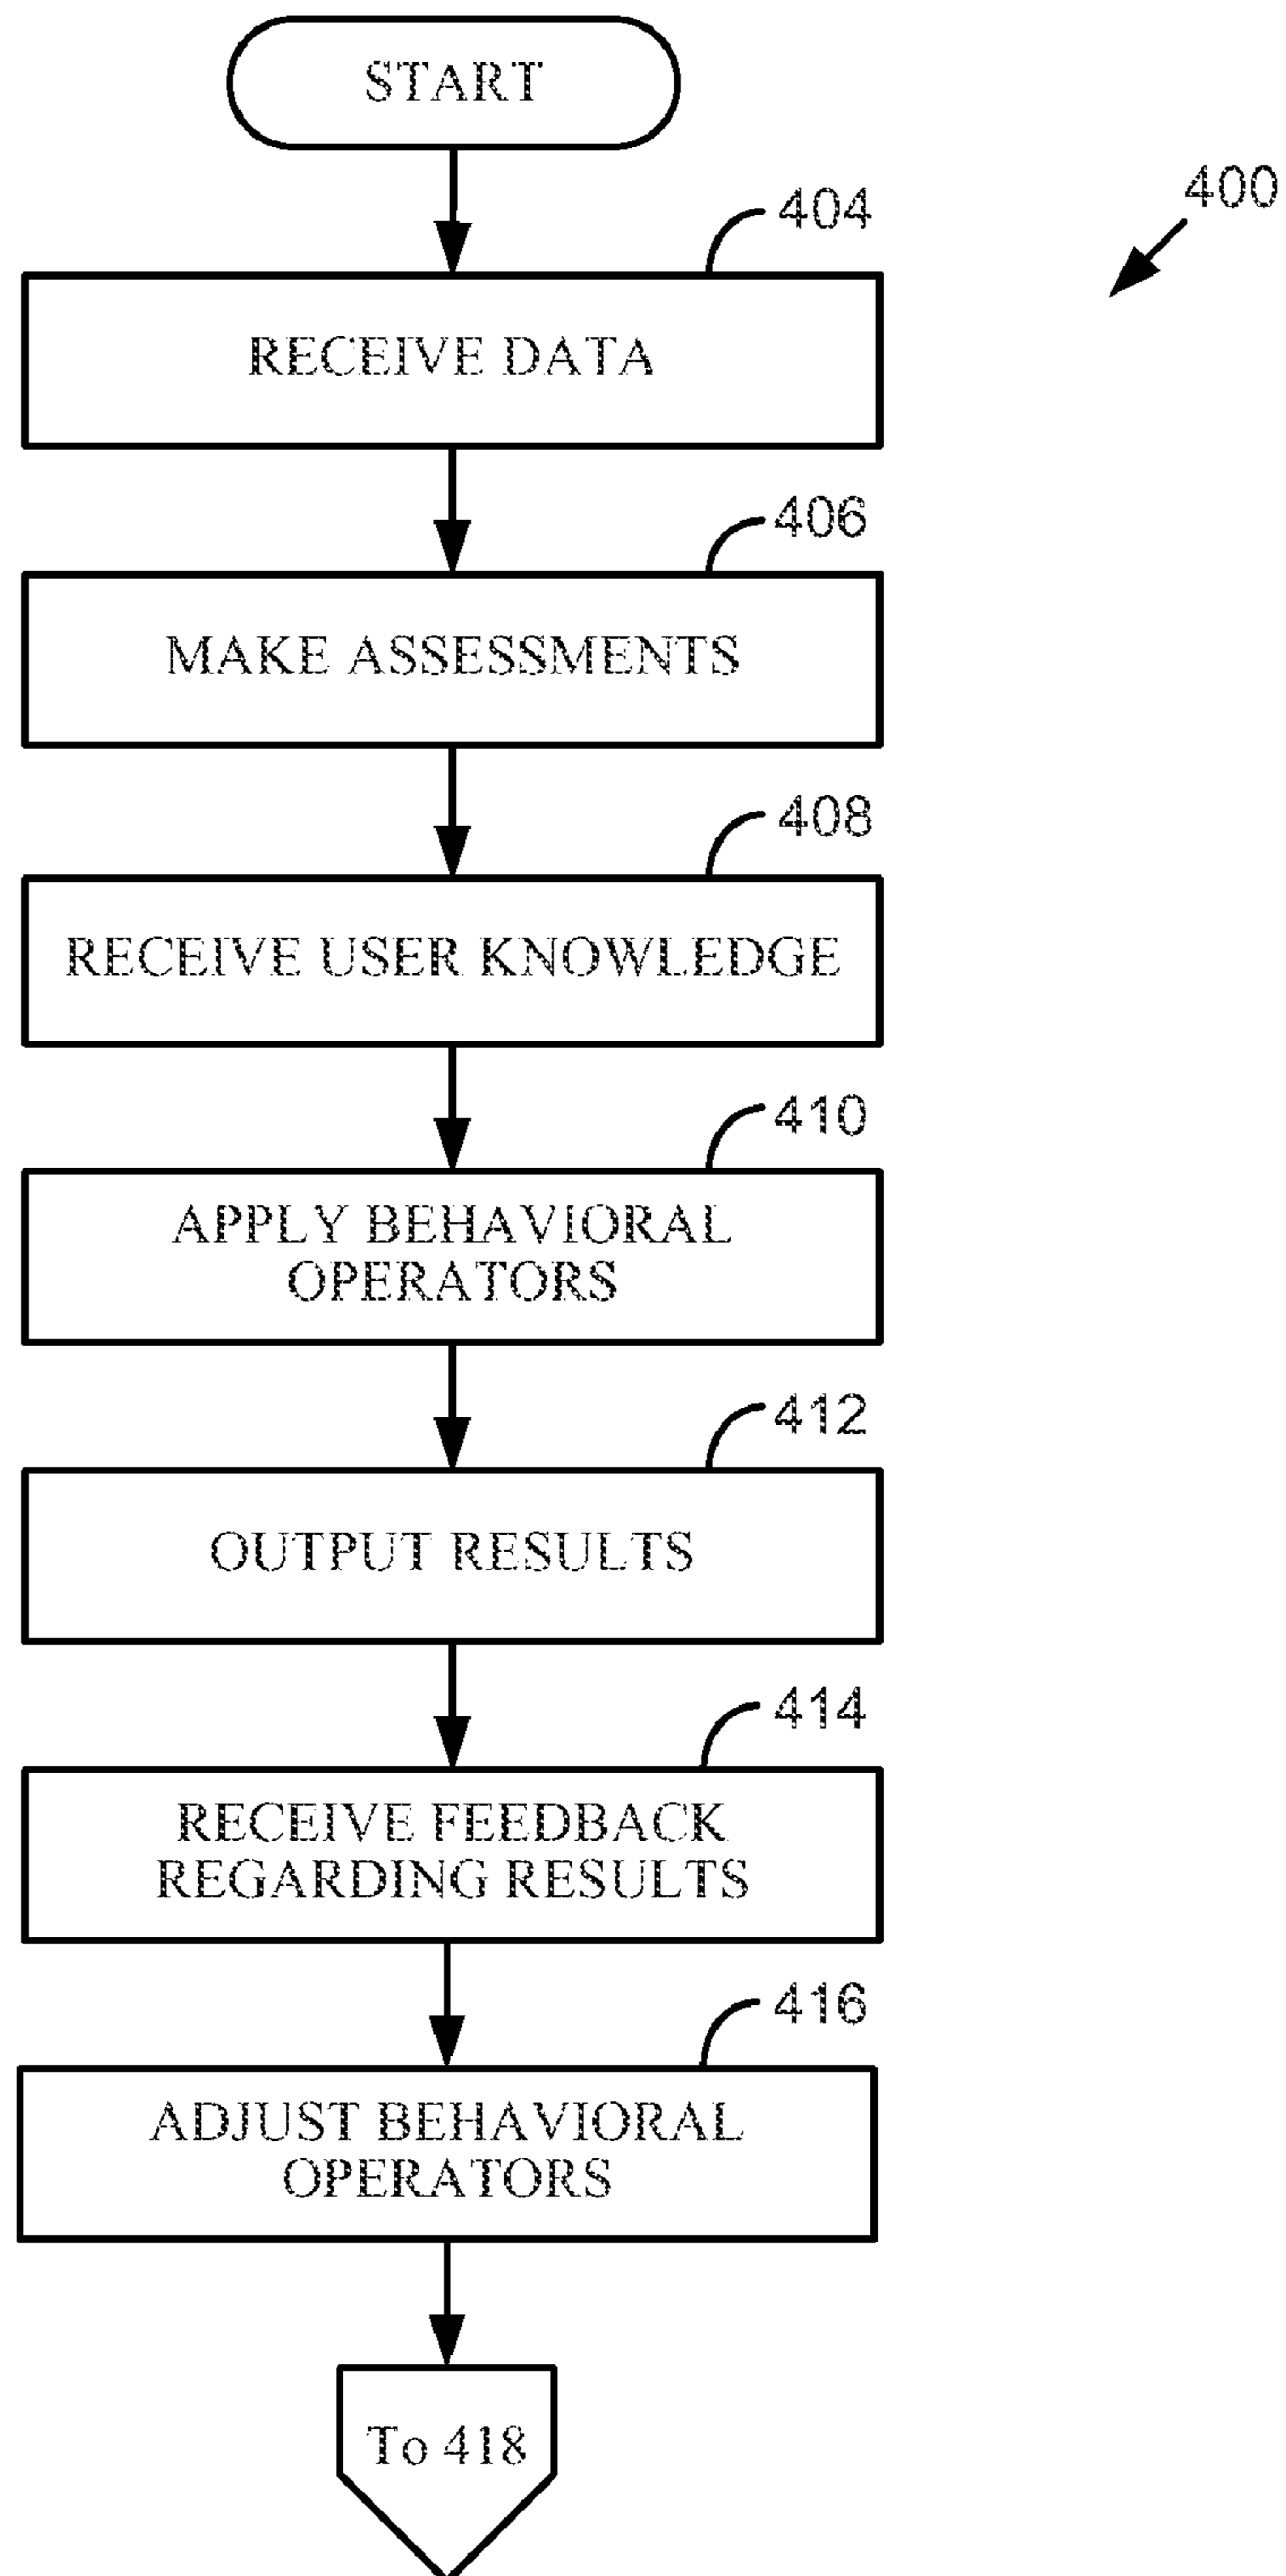 START
400
404
RECEIVE DATA
406
MAKE ASSESSMENTS
408
RECEIVE USER KNOWLEDGE
410
APPLY BEHAVIORAL
OPERATORS
412
OUTPUT RESULTS
414
RECEIVE FEEDBACK
REGARDING RESULTS
416
ADJUST BEHAVIORAL
OPERATORS
To 418